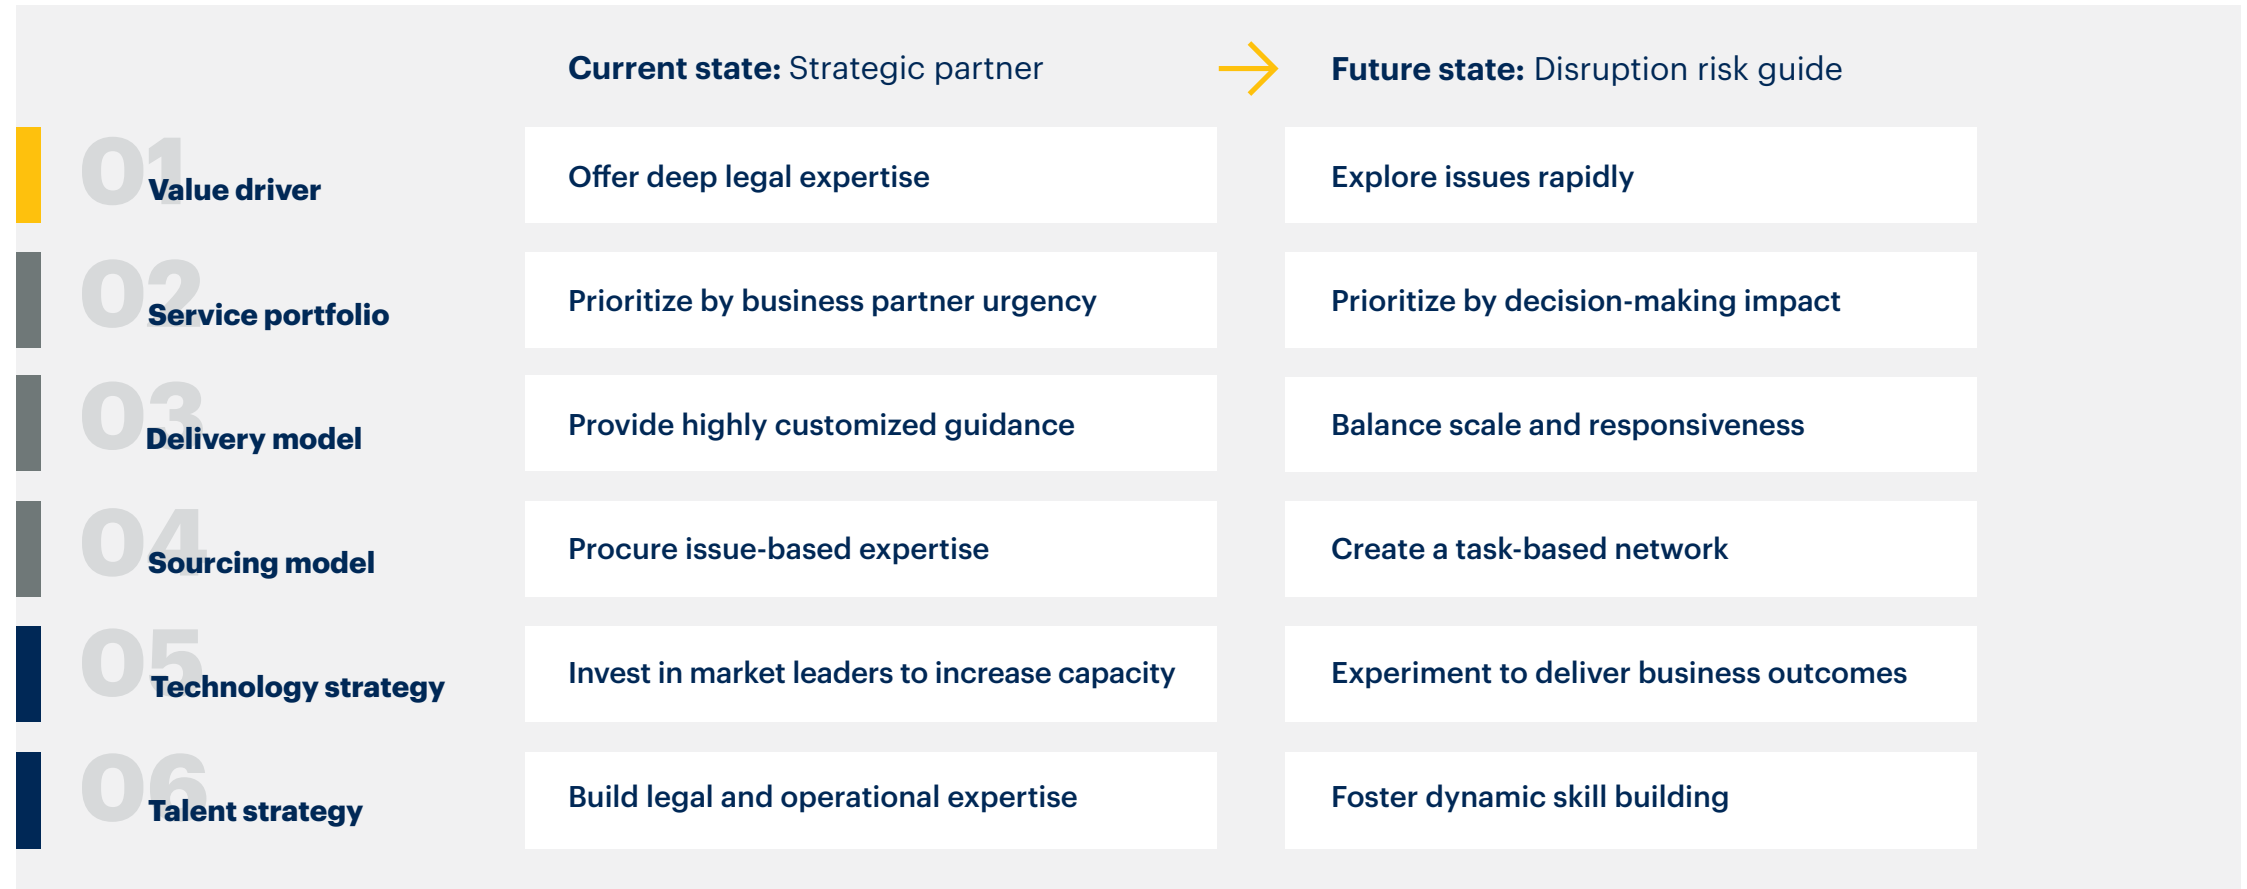 Current state: Strategic partner
Future state: Disruption risk guide
01
Value driver
Offer deep legal expertise
Explore issues rapidly
02
Service portfolio
Prioritize by business partner urgency
Prioritize by decision-making impact
03
Delivery model
Provide highly customized guidance
Balance scale and responsiveness
04
Sourcing model
Procure issue-based expertise
Create a task-based network
05
Technology strategy
Invest in market leaders to increase capacity
Experiment to deliver business outcomes
06
Talent strategy
Build legal and operational expertise
Foster dynamic skill building